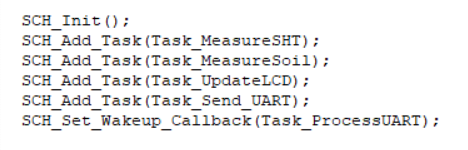 SCH_Init();
SCH_Add_Task(Task_MeasureSHT);
SCH_Add_Task(Task_MeasureSoil);
SCH_Add_Task(Task_UpdateLCD);
SCH_Add_Task(Task_Send_UART);
SCH_Set_Wakeup_Callback(Task_ProcessUART);